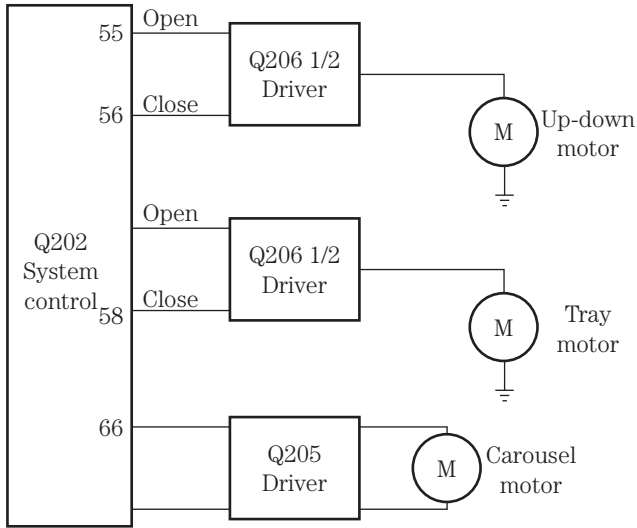 55
Open
Q206 1/2
Driver
56
Close
M
Up-down
motor
Q202
System
control
Open
Q206 1/2
Driver
58
Close
M
Tray
motor
66
Q205
Driver
M
Carousel
motor